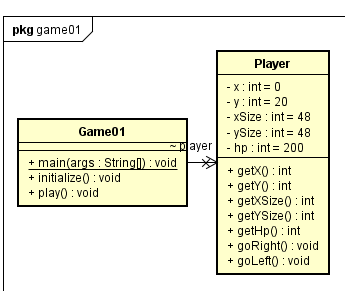 pkg game01
Game01
+ main(args : String[]) : void
+ initialize() : void
+ play() : void
~ player
Player
- x : int = 0
- y : int = 20
- xSize : int = 48
- ySize : int = 48
- hp : int = 200
+ getX() : int
+ getY() : int
+ getXSize() : int
+ getYSize() : int
+ getHp() : int
+ goRight() : void
+ goLeft() : void